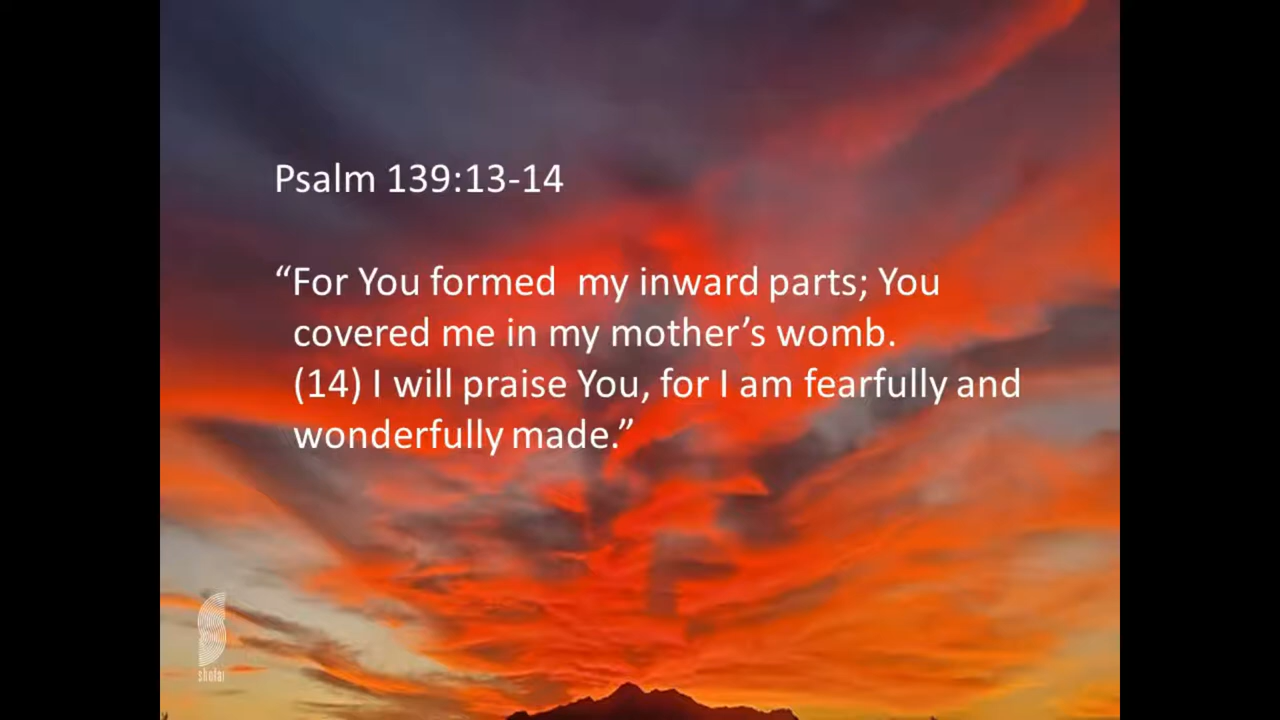 Psalm 139:13-14
“For You formed  my inward parts; You
covered me in my mother’s womb.
(14) I will praise You, for I am fearfully and
wonderfully made.”
shofar